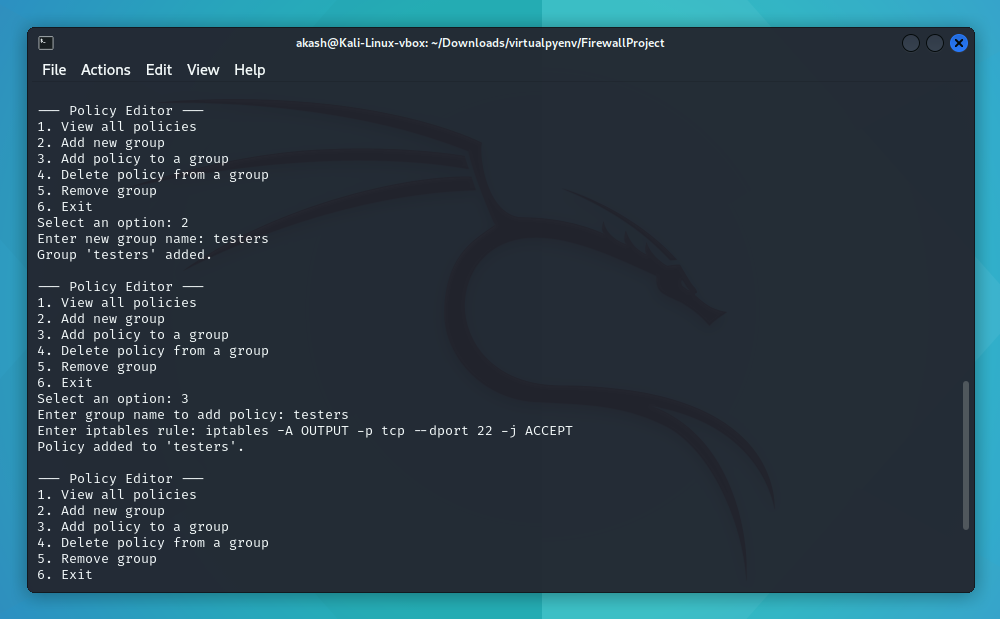 akash@Kali-Linux-vbox: ~/Downloads/virtualpyenv/FirewallProject
File Actions Edit View Help
── Policy Editor ──
1. View all policies
2. Add new group
3. Add policy to a group
4. Delete policy from a group
5. Remove group
6. Exit
Select an option: 2
Enter new group name: testers
Group 'testers' added.
── Policy Editor ──
1. View all policies
2. Add new group
3. Add policy to a group
4. Delete policy from a group
5. Remove group
6. Exit
Select an option: 3
Enter group name to add policy: testers
Enter iptables rule: iptables -A OUTPUT -p tcp --dport 22 -j ACCEPT
Policy added to 'testers'.
── Policy Editor ──
1. View all policies
2. Add new group
3. Add policy to a group
4. Delete policy from a group
5. Remove group
6. Exit